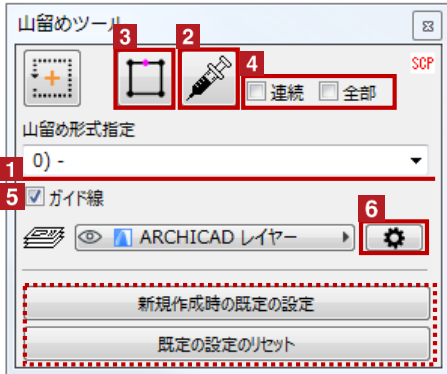 山留めツール
3
2
4
SCP
連続 全部
山留め形式指定
1
0) -
5
ガイド線
6
ARCHICAD レイヤー
新規作成時の既定の設定
既定の設定のリセット